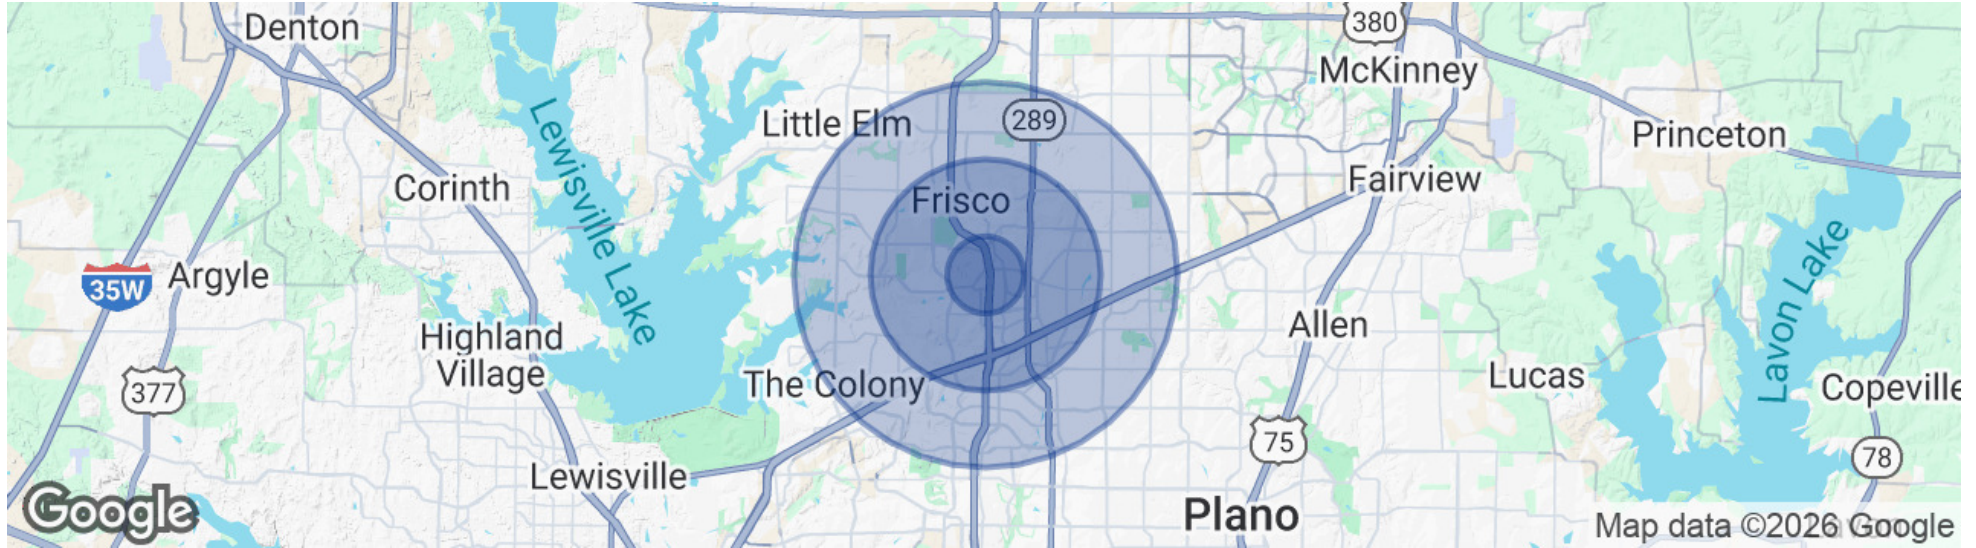 Denton
380
McKinney
Little Elm
289
Princeton
Lewisville Lake
Corinth
Fairview
Frisco
35W
Argyle
Lavon Lake
Highland
Village
Allen
377
The Colony
Lucas
Copeville
75
78
Lewisville
Plano
Google
Map data ©2026 Google